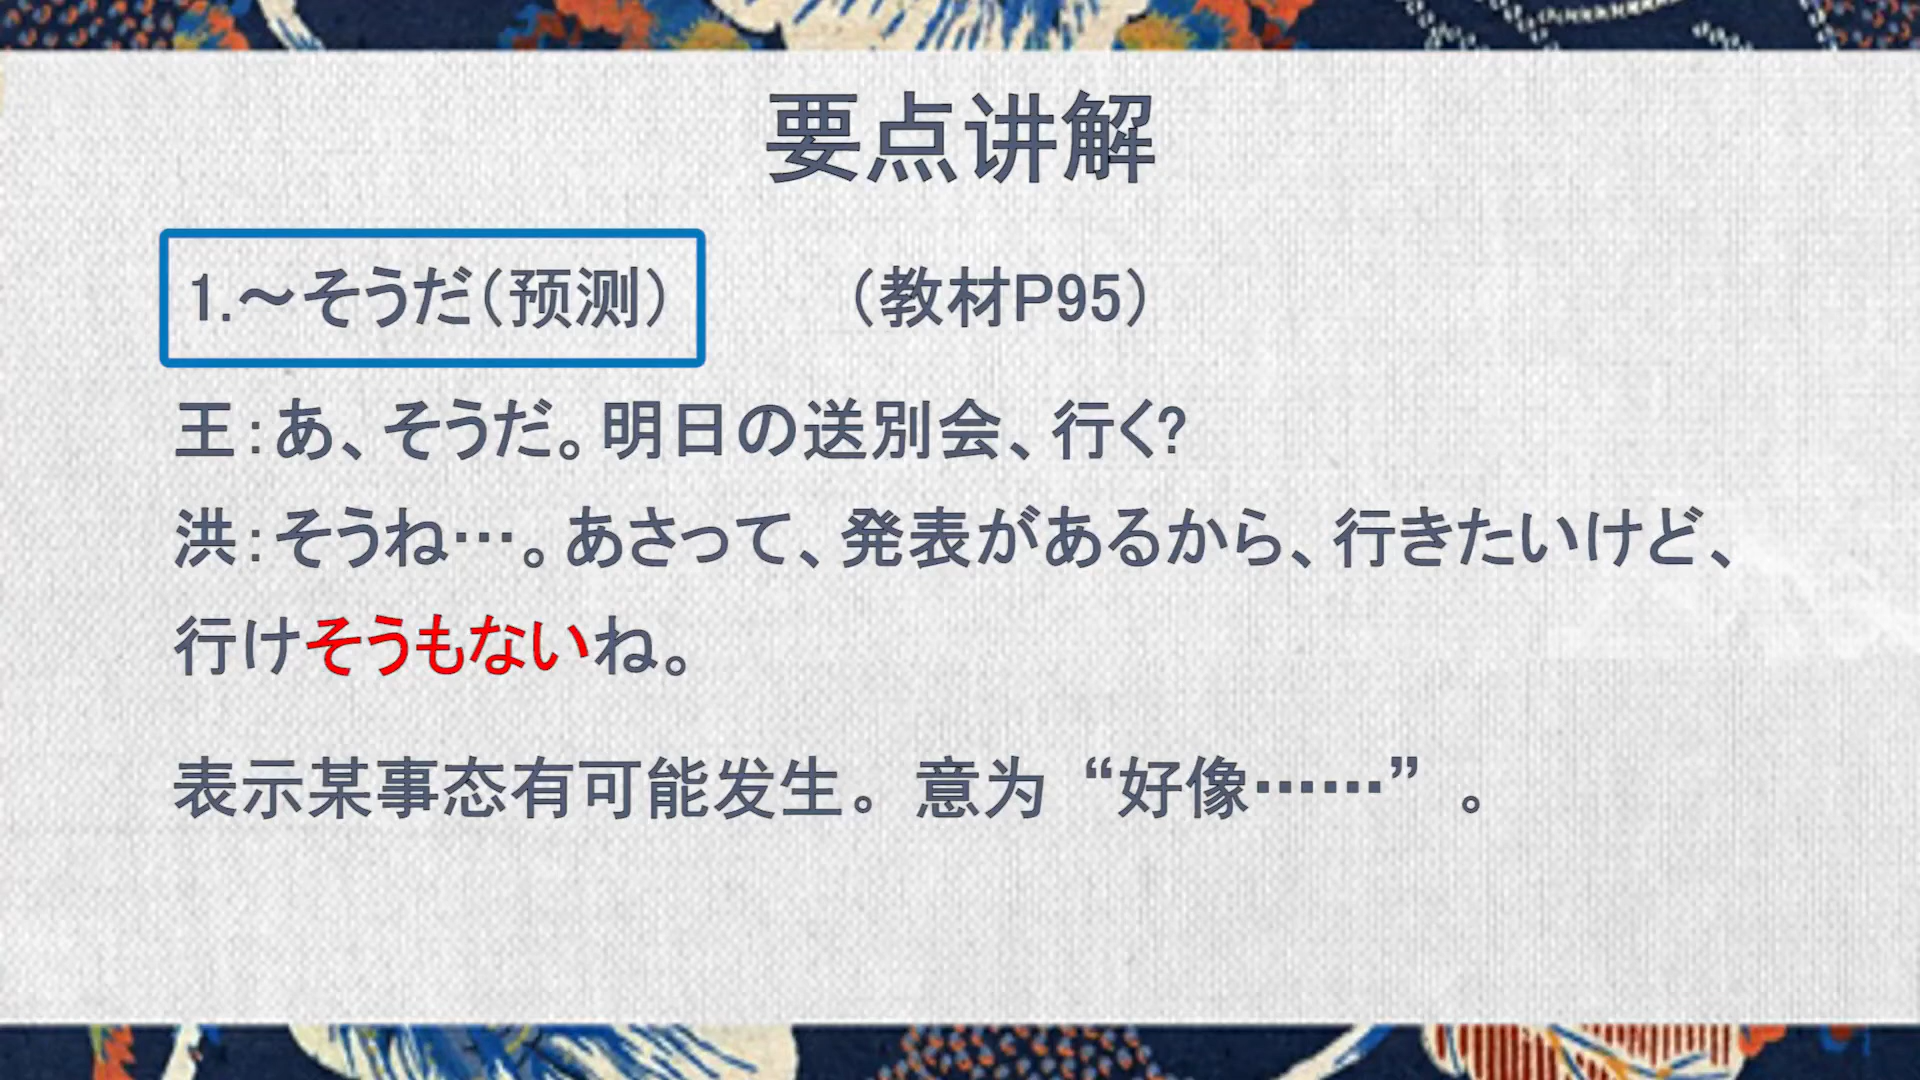 要点讲解
1.～そうだ（预测） （教材P95）
王：あ、そうだ。明日の送別会、行く?
洪：そうね…。あさって、発表があるから、行きたいけど、
行けそうもないね。
表示某事态有可能发生。意为“好像……”。